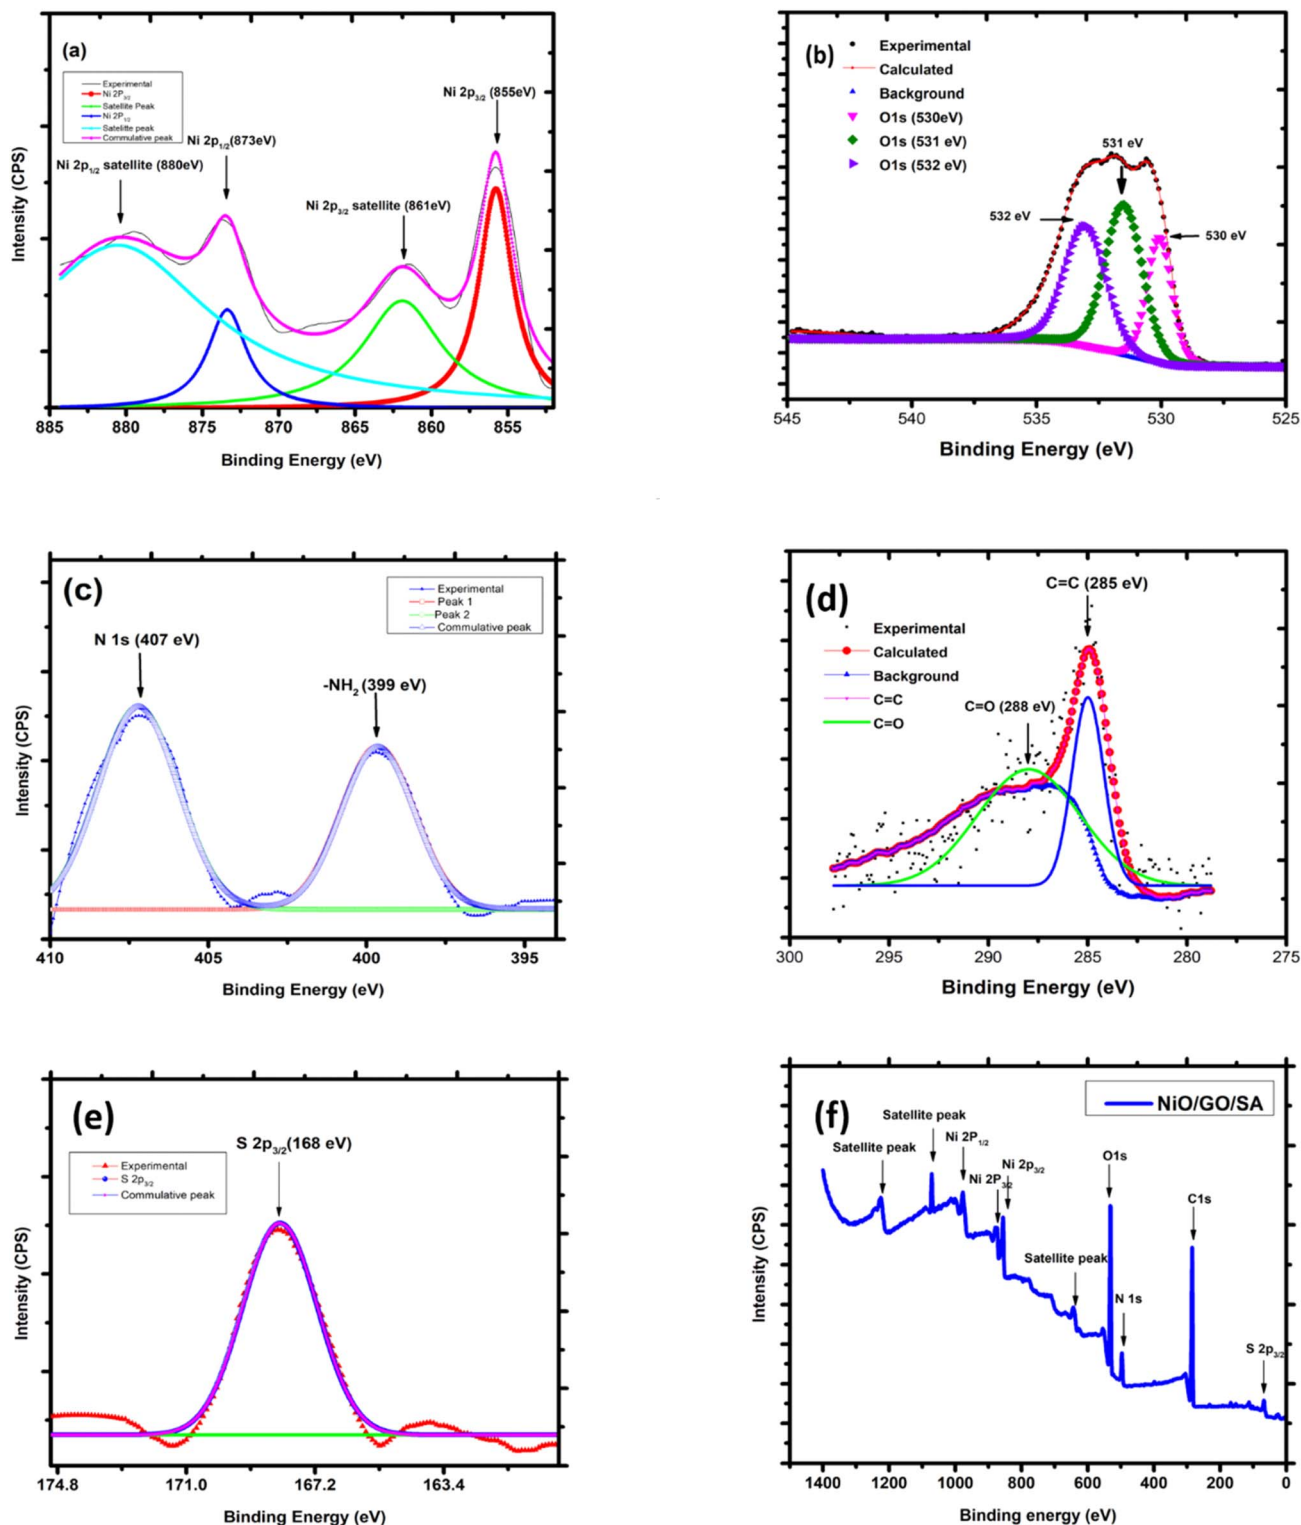 (a)
Experimental
Ni 2P3/2
Satellite Peak
Ni 2P1/2
Satelitte peak
Commulative peak
Ni 2p1/2 satellite (880eV)
Ni 2p1/2(873eV)
Ni 2p3/2 satellite (861eV)
Ni 2p3/2 (855eV)
Intensity (CPS)
885 880 875 870 865 860 855
Binding Energy (eV)
(b)
Experimental
Calculated
Background
O1s (530eV)
O1s (531 eV)
O1s (532 eV)
531 eV
532 eV
530 eV
Intensity (CPS)
545 540 535 530 525
Binding Energy (eV)
(c)
Experimental
Peak 1
Peak 2
Commulative peak
N 1s (407 eV)
-NH2 (399 eV)
Intensity (CPS)
410 405 400 395
Binding Energy (eV)
(d)
C=C (285 eV)
Experimental
Calculated
Background
C=C
C=O
C=O (288 eV)
Intensity (CPS)
300 295 290 285 280 275
Binding Energy (eV)
(e)
S 2p3/2(168 eV)
Experimental
S 2p3/2
Commulative peak
Intensity (CPS)
174.8 171.0 167.2 163.4
Binding Energy (eV)
(f)
NiO/GO/SA
Satellite peak
Satellite peak
Ni 2P1/2
Ni 2P3/2
Ni 2p3/2
O1s
C1s
Satellite peak
N 1s
S 2p3/2
Intensity (CPS)
1400 1200 1000 800 600 400 200 0
Binding energy (eV)